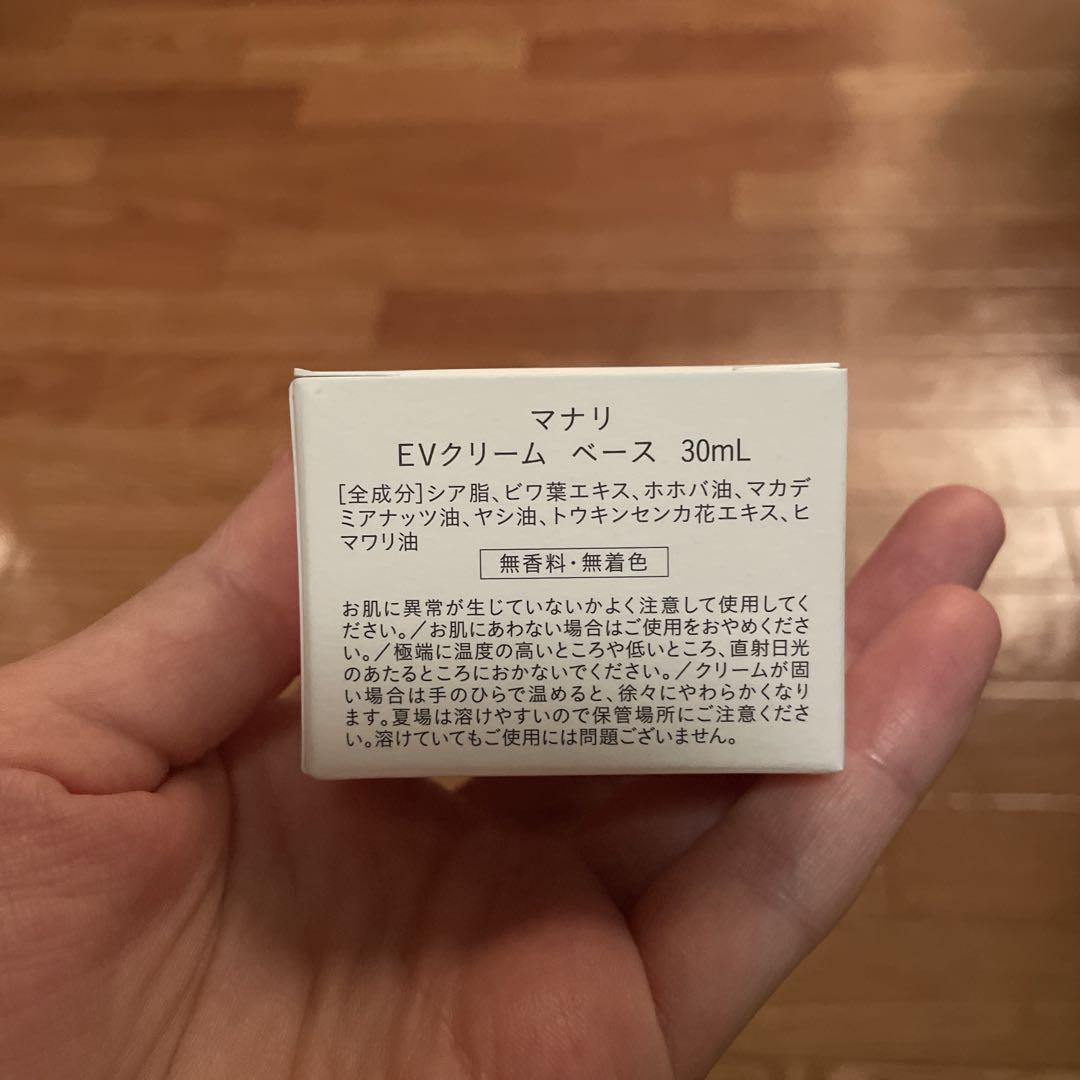 マナリ
EVクリーム ベース 30mL
[全成分]シア脂、ビワ葉エキス、ホホバ油、マカデ
ミアナッツ油、ヤシ油、トウキンセンカ花エキス、ヒ
マワリ油
無香料・無着色
お肌に異常が生じていないかよく注意して使用してく
ださい。／お肌にあわない場合はご使用をおやめくださ
い。／極端に温度の高いところや低いところ、直射日光
のあたるところにおかないでください。／クリームが固
い場合は手のひらで温めると、徐々にやわらかくなり
ます。夏場は溶けやすいので保管場所にご注意くださ
い。溶けていてもご使用には問題ございません。